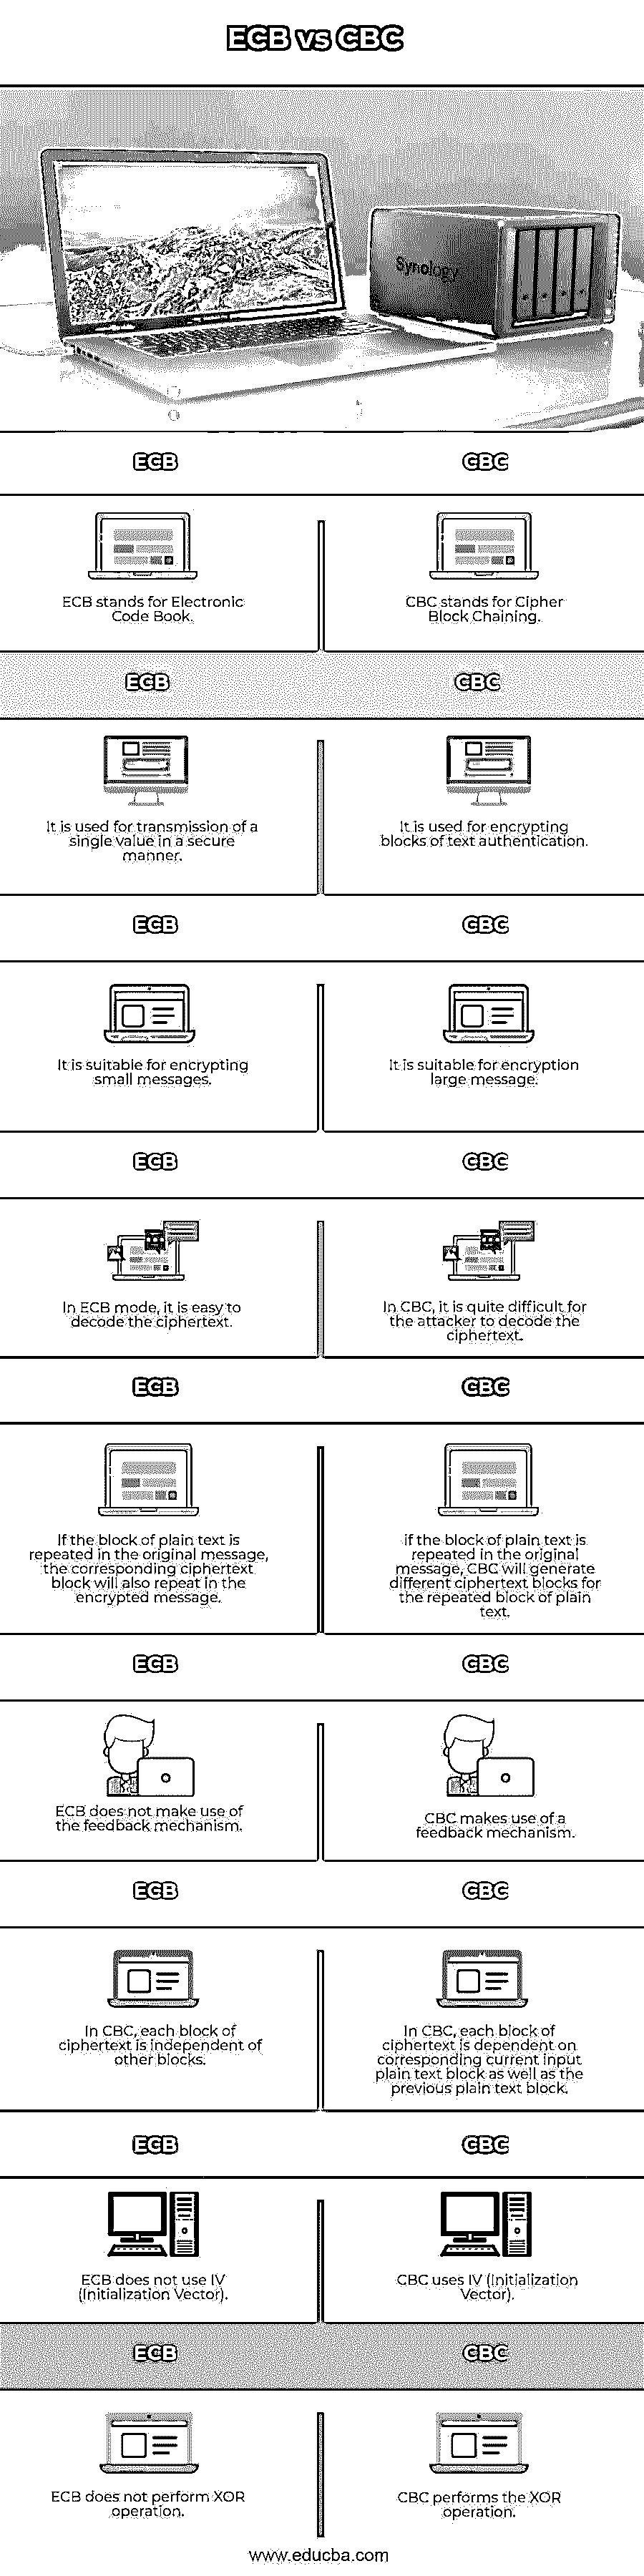 ECB vs CBC
Synology
ECB
CBC
ECB stands for Electronic
Code Book.
CBC stands for Cipher
Block Chaining.
ECB
CBC
It is used for transmission of a
single value in a secure
manner.
It is used for encrypting
blocks of text authentication.
ECB
CBC
It is suitable for encrypting
small messages.
It is suitable for encryption
large message.
ECB
CBC
In ECB mode, it is easy to
decode the ciphertext.
In CBC, it is quite difficult for
the attacker to decode the
ciphertext.
ECB
CBC
If the block of plain text is
repeated in the original message,
the corresponding ciphertext
block will also repeat in the
encrypted message.
if the block of plain text is
repeated in the original
message, CBC will generate
different ciphertext blocks for
the repeated block of plain
text.
ECB
CBC
ECB does not make use of
the feedback mechanism.
CBC makes use of a
feedback mechanism.
ECB
CBC
In CBC, each block of
ciphertext is independent of
other blocks.
In CBC, each block of
ciphertext is dependent on
corresponding current input
plain text block as well as the
previous plain text block.
ECB
CBC
ECB does not use IV
(Initialization Vector).
CBC uses IV (Initialization
Vector).
ECB
CBC
ECB does not perform XOR
operation.
CBC performs the XOR
operation.
www.educba.com